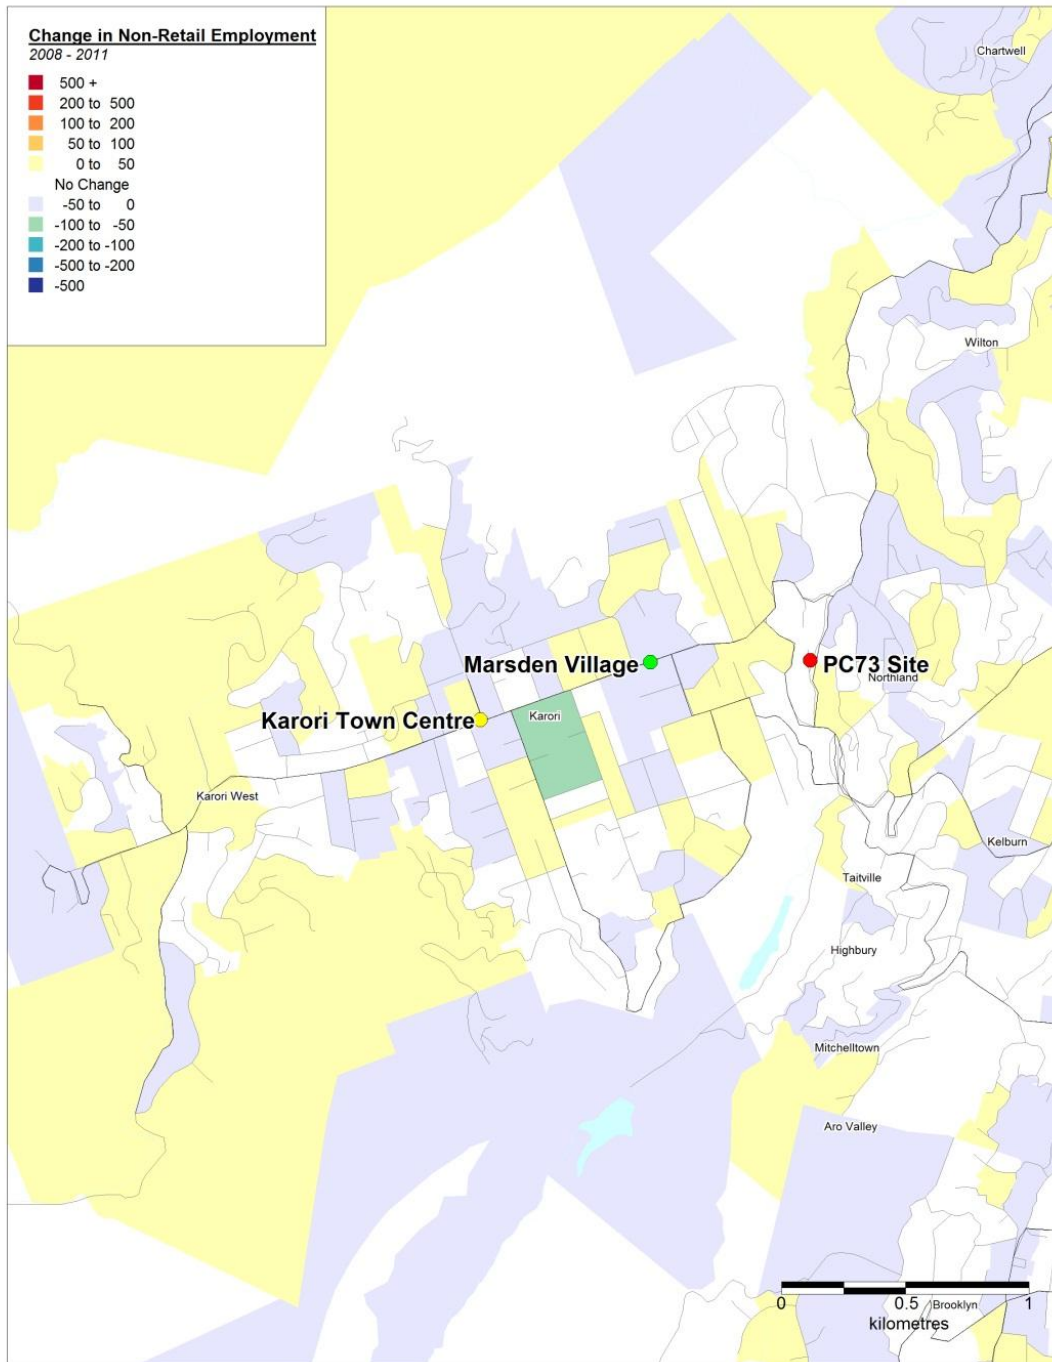 Change in Non-Retail Employment
2008 - 2011
500 +
200 to 500
100 to 200
50 to 100
0 to 50
No Change
-50 to 0
-100 to -50
-200 to -100
-500 to -200
-500
Chartwell
Wilton
Marsden Village
PC73 Site
Northland
Karori Town Centre
Karori
Karori West
Kelburn
Taitville
Highbury
Mitchelltown
Aro Valley
0 0.5 Brooklyn 1
kilometres